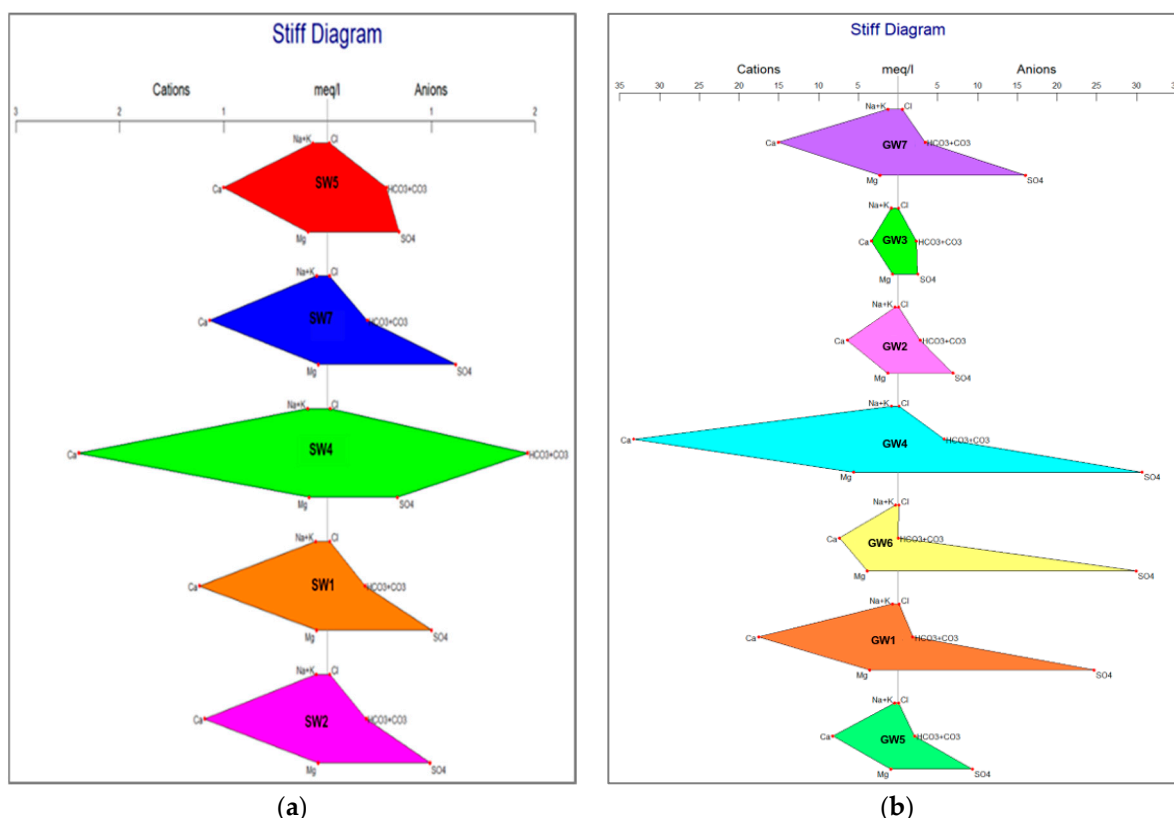 Stiff Diagram
Cations meq/l Anions
3 2 1 1 2
Na+K Cl
Ca SW5 HCO3+CO3
Mg SO4
Na+K Cl
Ca SW7 HCO3+CO3
Mg SO4
Na+K Cl
Ca SW4 HCO3+CO3
Mg SO4
Na+K Cl
Ca SW1 HCO3+CO3
Mg SO4
Na+K Cl
Ca SW2 HCO3+CO3
Mg SO4
(a)
Stiff Diagram
Cations meq/l Anions
35 30 25 20 15 10 5 5 10 15 20 25 30 35
Na+K Cl
Ca GW7 HCO3+CO3
Mg SO4
Na+K Cl
Ca GW3 HCO3+CO3
Mg SO4
Na+K Cl
Ca GW2 HCO3+CO3
Mg SO4
Na+K Cl
Ca GW4 HCO3+CO3
Mg SO4
Na+K Cl
Ca GW6 HCO3+CO3
Mg SO4
Na+K Cl
Ca GW1 HCO3+CO3
Mg SO4
Na+K Cl
Ca GW5 HCO3+CO3
Mg SO4
(b)